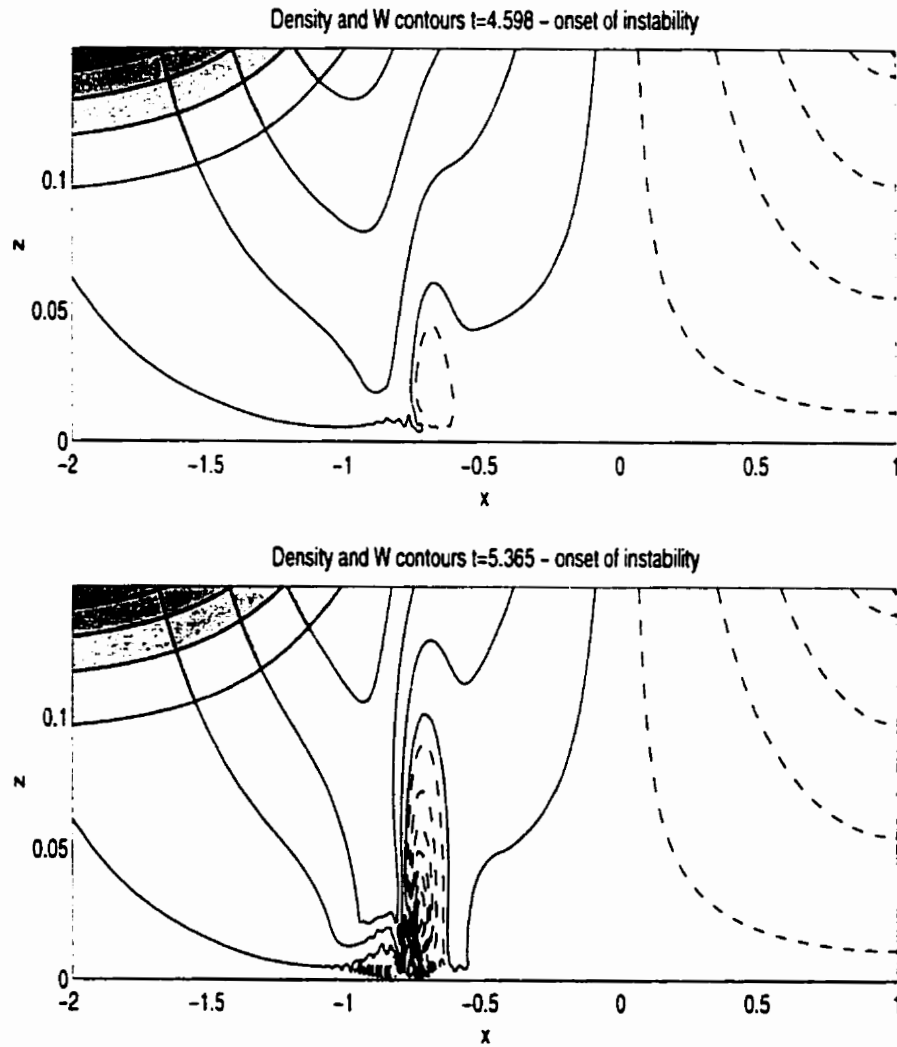 Density and W contours t=4.598 – onset of instability
z
0.1
0.05
0
-2 -1.5 -1 -0.5 0 0.5 1
x
Density and W contours t=5.365 – onset of instability
z
0.1
0.05
0
-2 -1.5 -1 -0.5 0 0.5 1
x